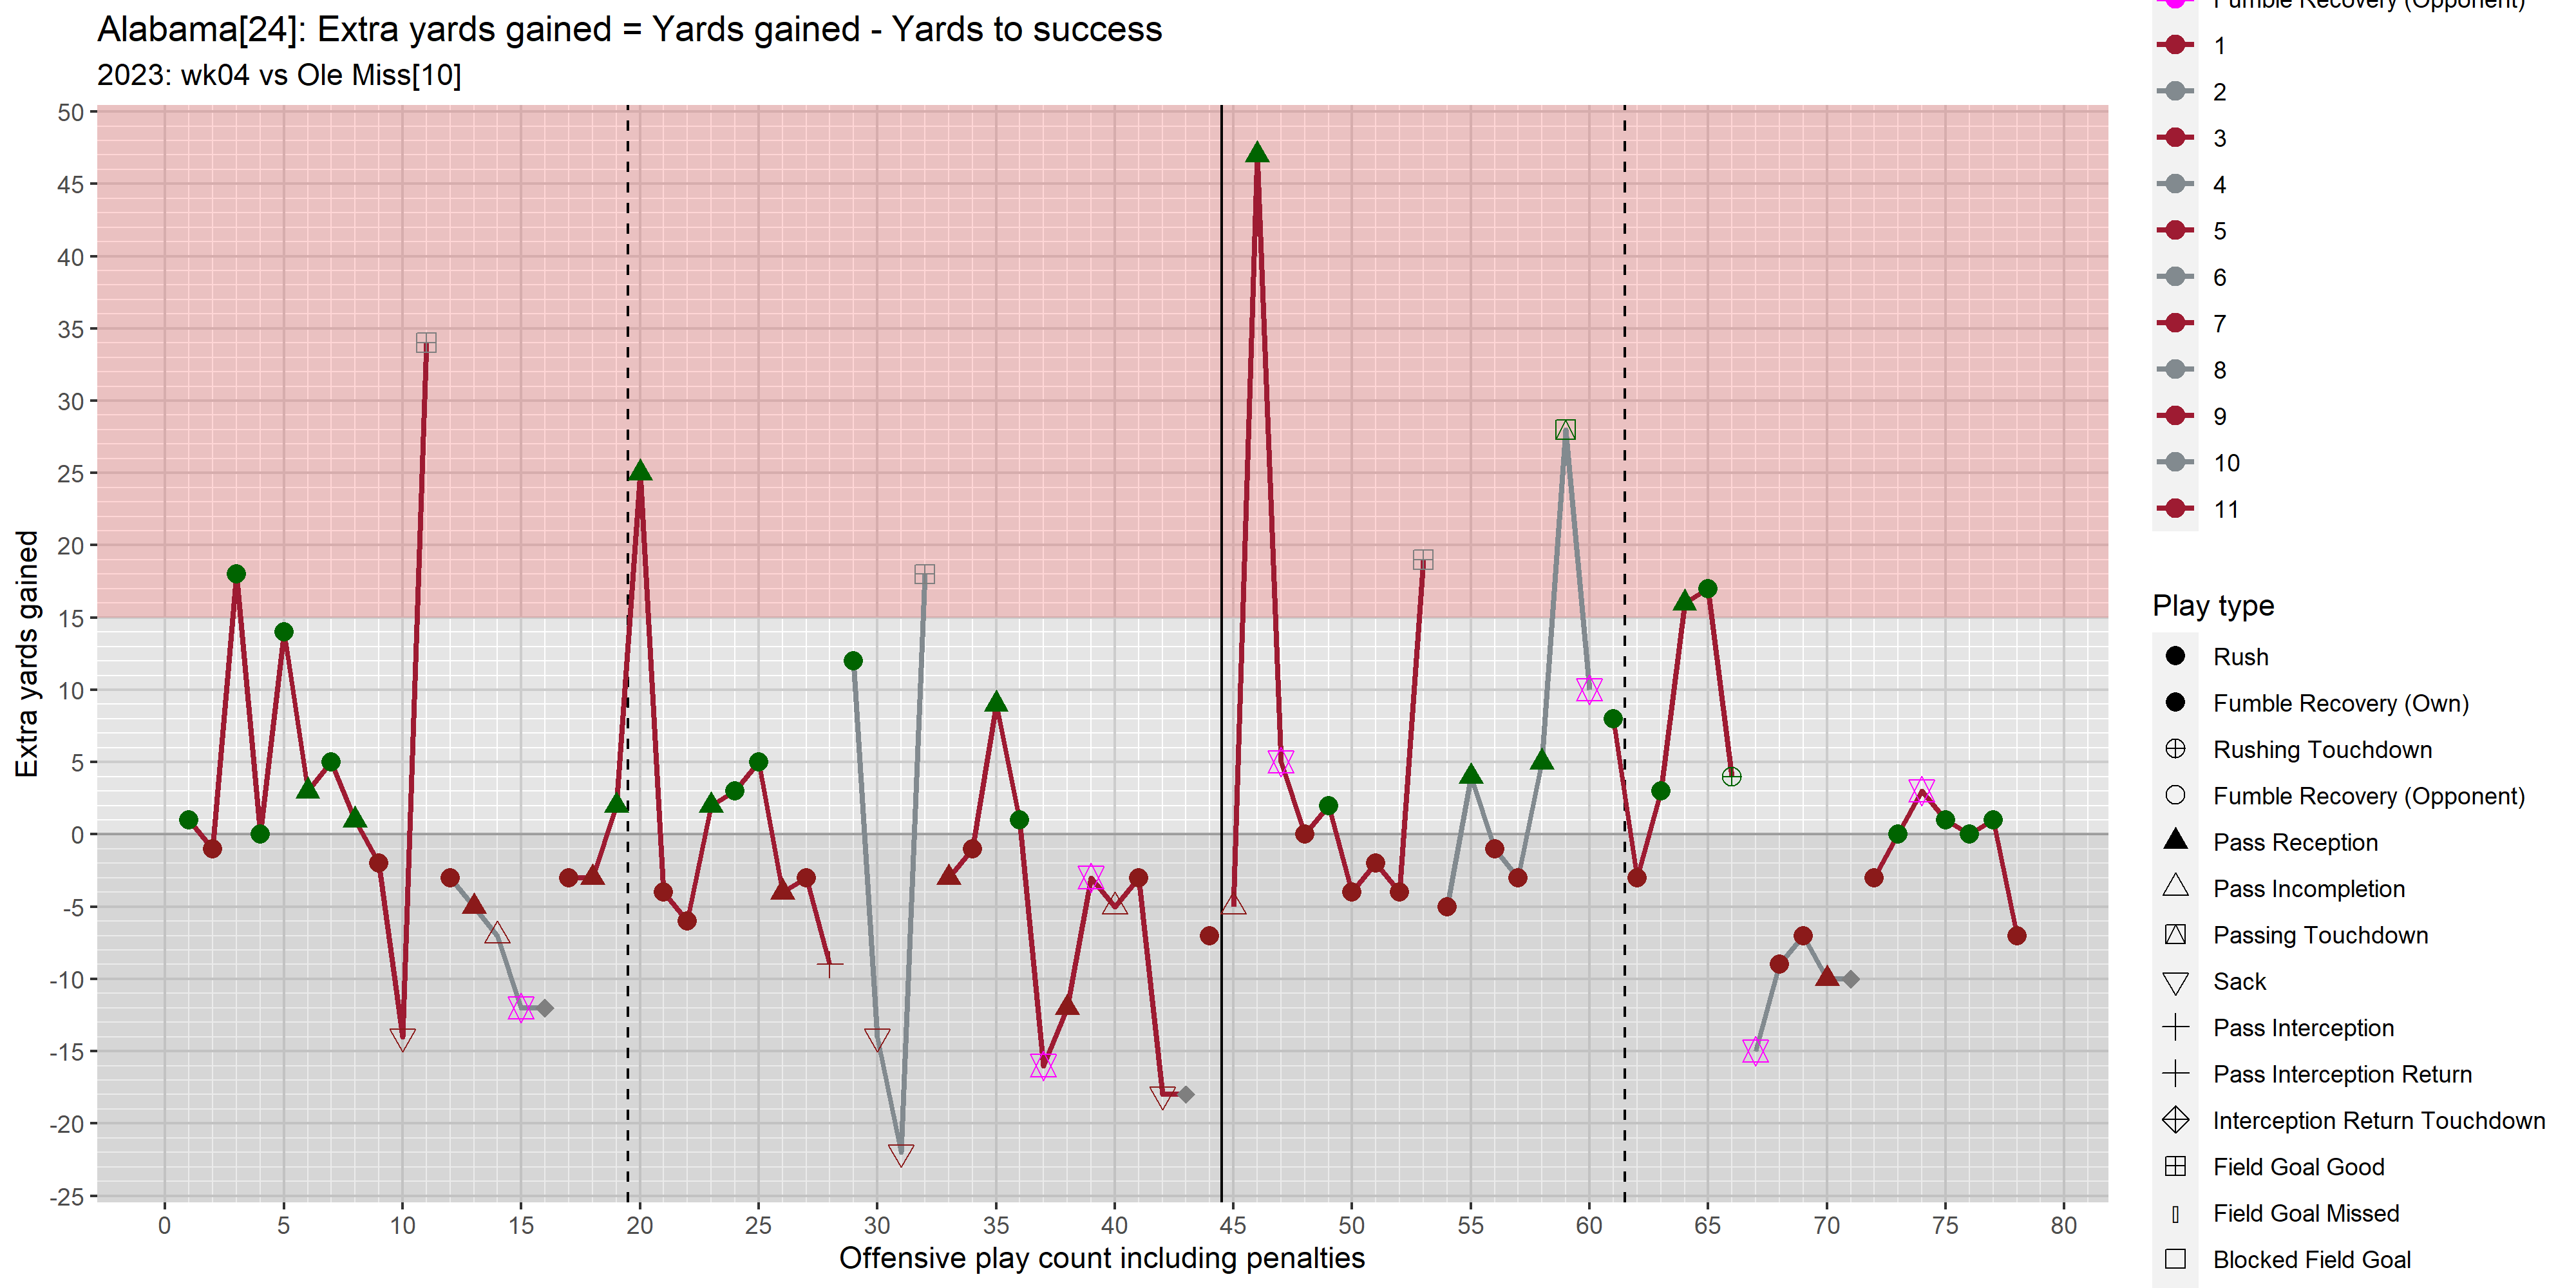 Alabama[24]: Extra yards gained = Yards gained - Yards to success
2023: wk04 vs Ole Miss[10]
Extra yards gained
50
45
40
35
30
25
20
15
10
5
0
-5
-10
-15
-20
-25
0 5 10 15 20 25 30 35 40 45 50 55 60 65 70 75 80
Offensive play count including penalties
Fumble Recovery (Opponent)
1
2
3
4
5
6
7
8
9
10
11
Play type
Rush
Fumble Recovery (Own)
Rushing Touchdown
Fumble Recovery (Opponent)
Pass Reception
Pass Incompletion
Passing Touchdown
Sack
Pass Interception
Pass Interception Return
Interception Return Touchdown
Field Goal Good
Field Goal Missed
Blocked Field Goal